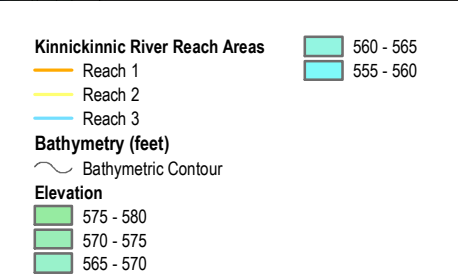 Kinnickinnic River Reach Areas
Reach 1
Reach 2
Reach 3
Bathymetry (feet)
Bathymetric Contour
Elevation
575 - 580
570 - 575
565 - 570
560 - 565
555 - 560